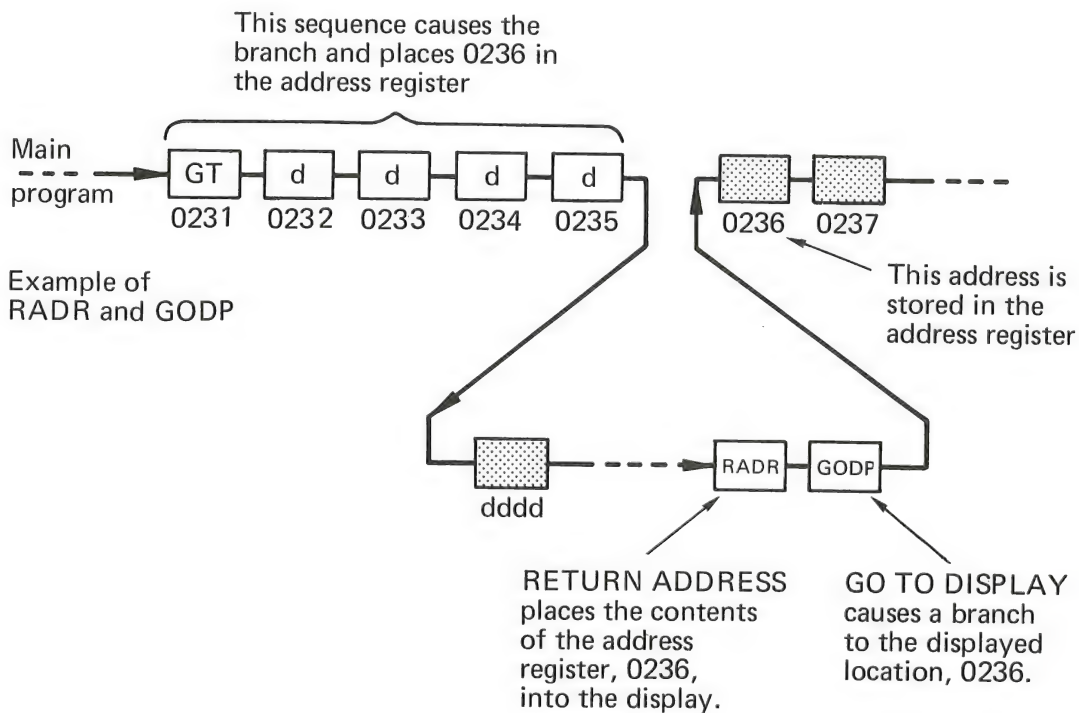 This sequence causes the
branch and places 0236 in
the address register
Main
program
GT d d d d
0231 0232 0233 0234 0235
0236 0237
Example of
RADR and GODP
This address is
stored in the
address register
dddd
RADR GODP
RETURN ADDRESS
places the contents
of the address
register, 0236,
into the display.
GO TO DISPLAY
causes a branch
to the displayed
location, 0236.